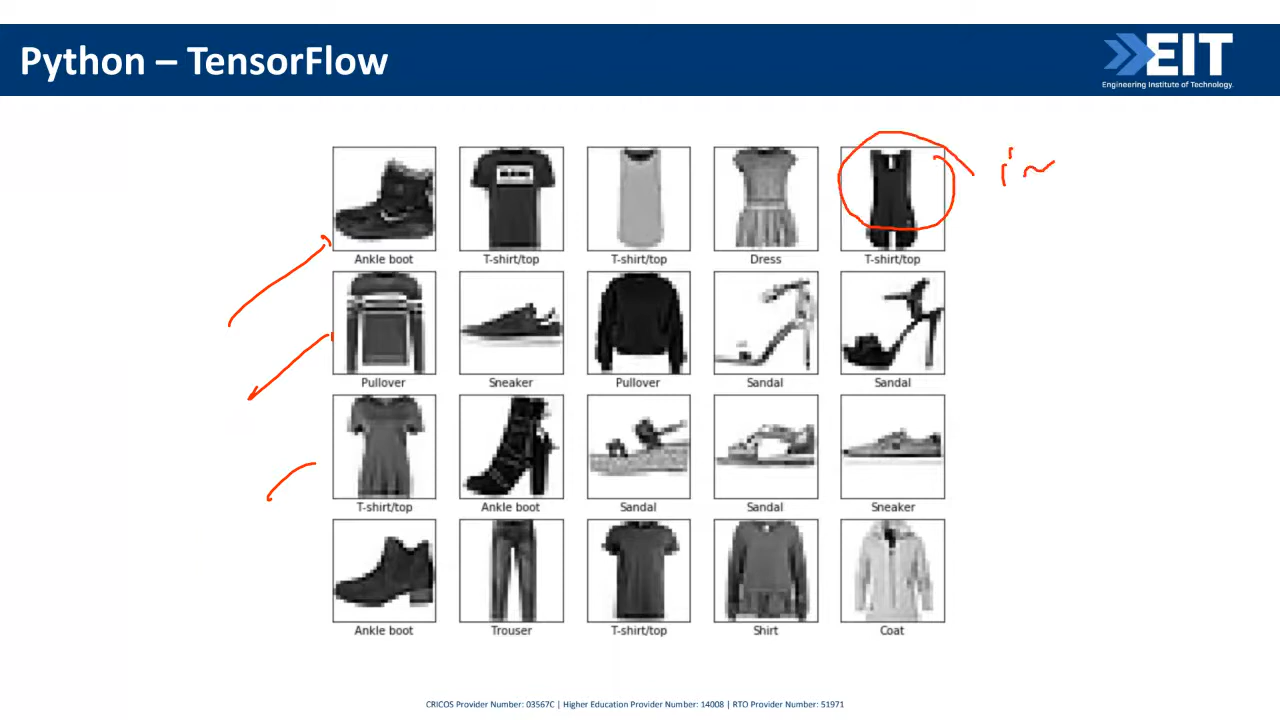 Python – TensorFlow
EIT
Engineering Institute of Technology.
Ankle boot T-shirt/top T-shirt/top Dress T-shirt/top
Pullover Sneaker Pullover Sandal Sandal
T-shirt/top Ankle boot Sandal Sandal Sneaker
Ankle boot Trouser T-shirt/top Shirt Coat
CRICOS Provider Number: 03567C | Higher Education Provider Number: 14008 | RTO Provider Number: 51971